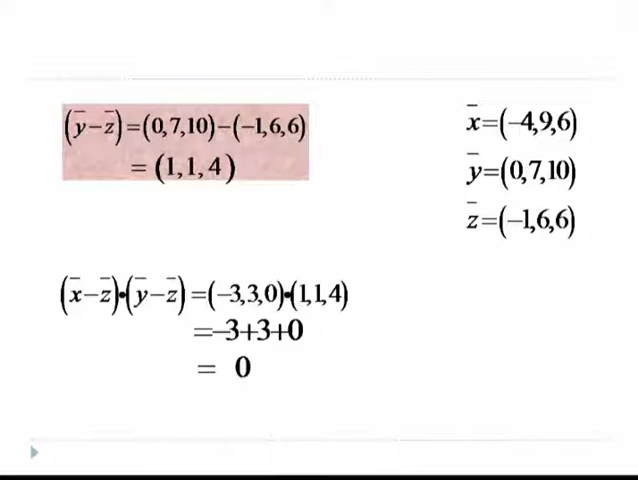 (y̅−z̅)=(0,7,10)−(−1,6,6)
= (1,1,4)
x̅=(−4,9,6)
y̅=(0,7,10)
z̅=(−1,6,6)
(x̅−z̅)•(y̅−z̅)=(−3,3,0)•(1,1,4)
=−3+3+0
= 0